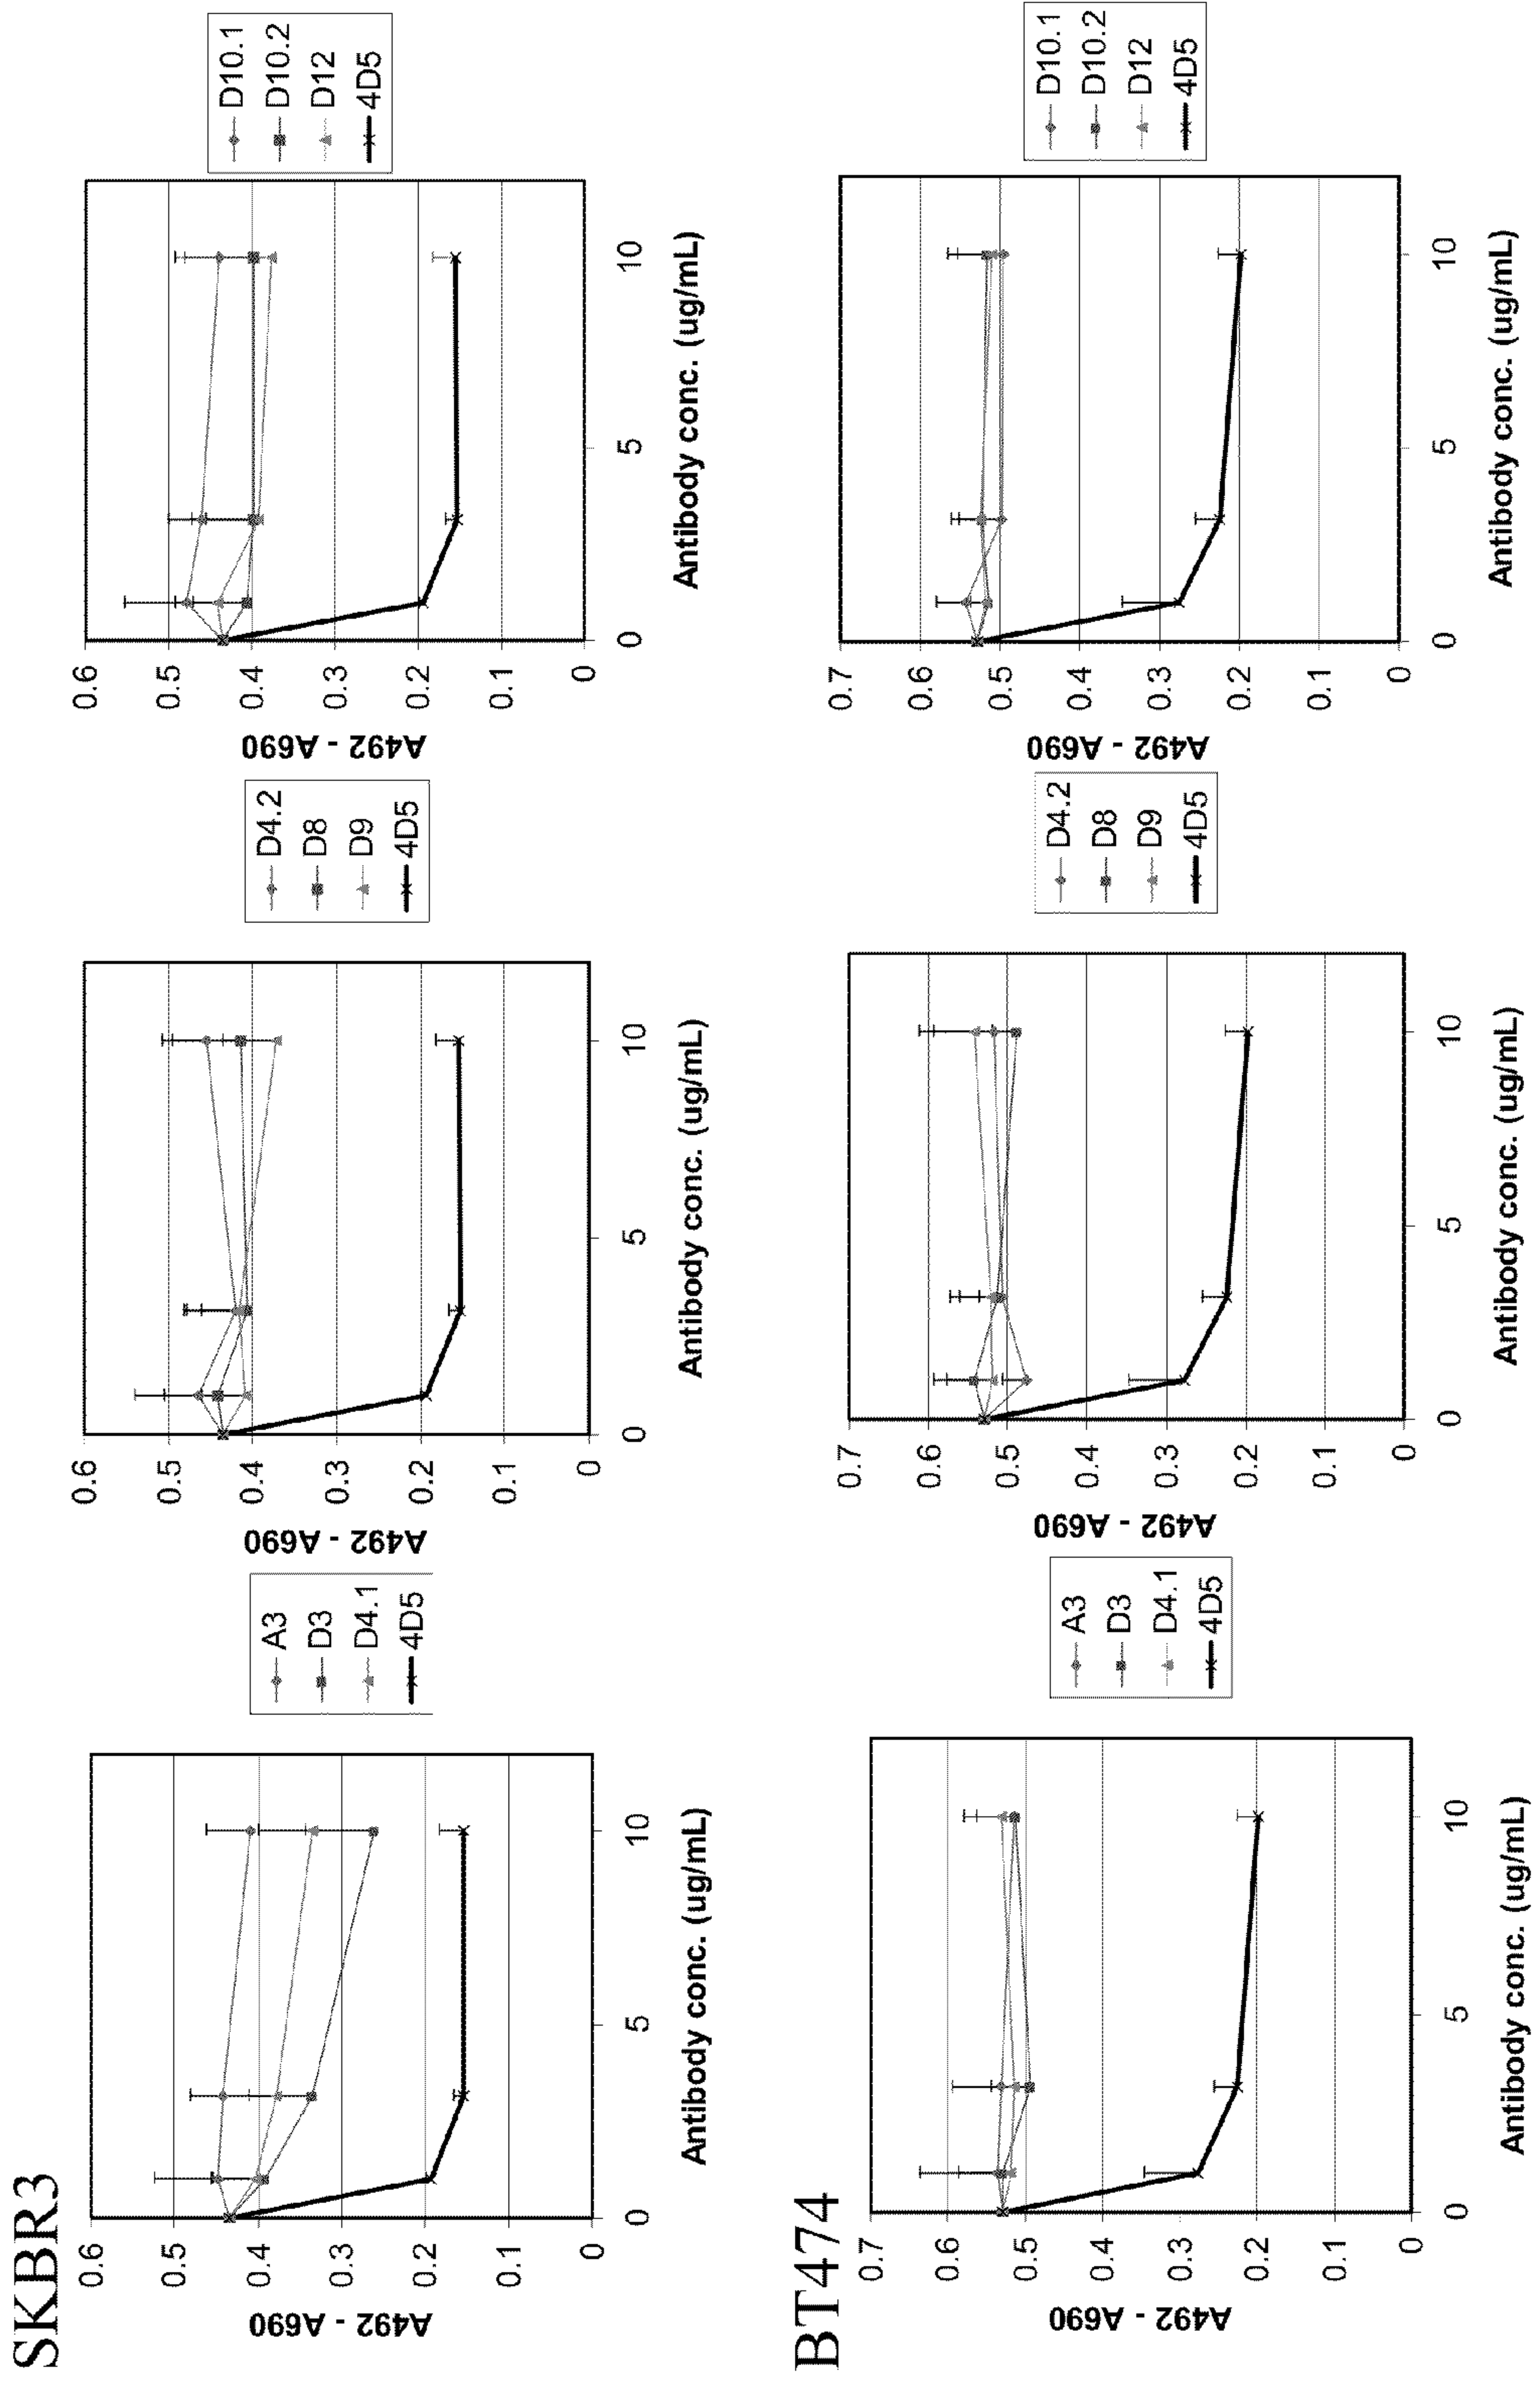 SKBR3
A492 - A690
0.6
0.5
0.4
0.3
0.2
0.1
0
0
5
10
Antibody conc. (ug/mL)
A3
D3
D4.1
4D5
A492 - A690
0.6
0.5
0.4
0.3
0.2
0.1
0
0
5
10
Antibody conc. (ug/mL)
D4.2
D8
D9
4D5
A492 - A690
0.6
0.5
0.4
0.3
0.2
0.1
0
0
5
10
Antibody conc. (ug/mL)
D10.1
D10.2
D12
4D5
BT474
A492 - A690
0.7
0.6
0.5
0.4
0.3
0.2
0.1
0
0
5
10
Antibody conc. (ug/mL)
A3
D3
D4.1
4D5
A492 - A690
0.7
0.6
0.5
0.4
0.3
0.2
0.1
0
0
5
10
Antibody conc. (ug/mL)
D4.2
D8
D9
4D5
A492 - A690
0.7
0.6
0.5
0.4
0.3
0.2
0.1
0
0
5
10
Antibody conc. (ug/mL)
D10.1
D10.2
D12
4D5